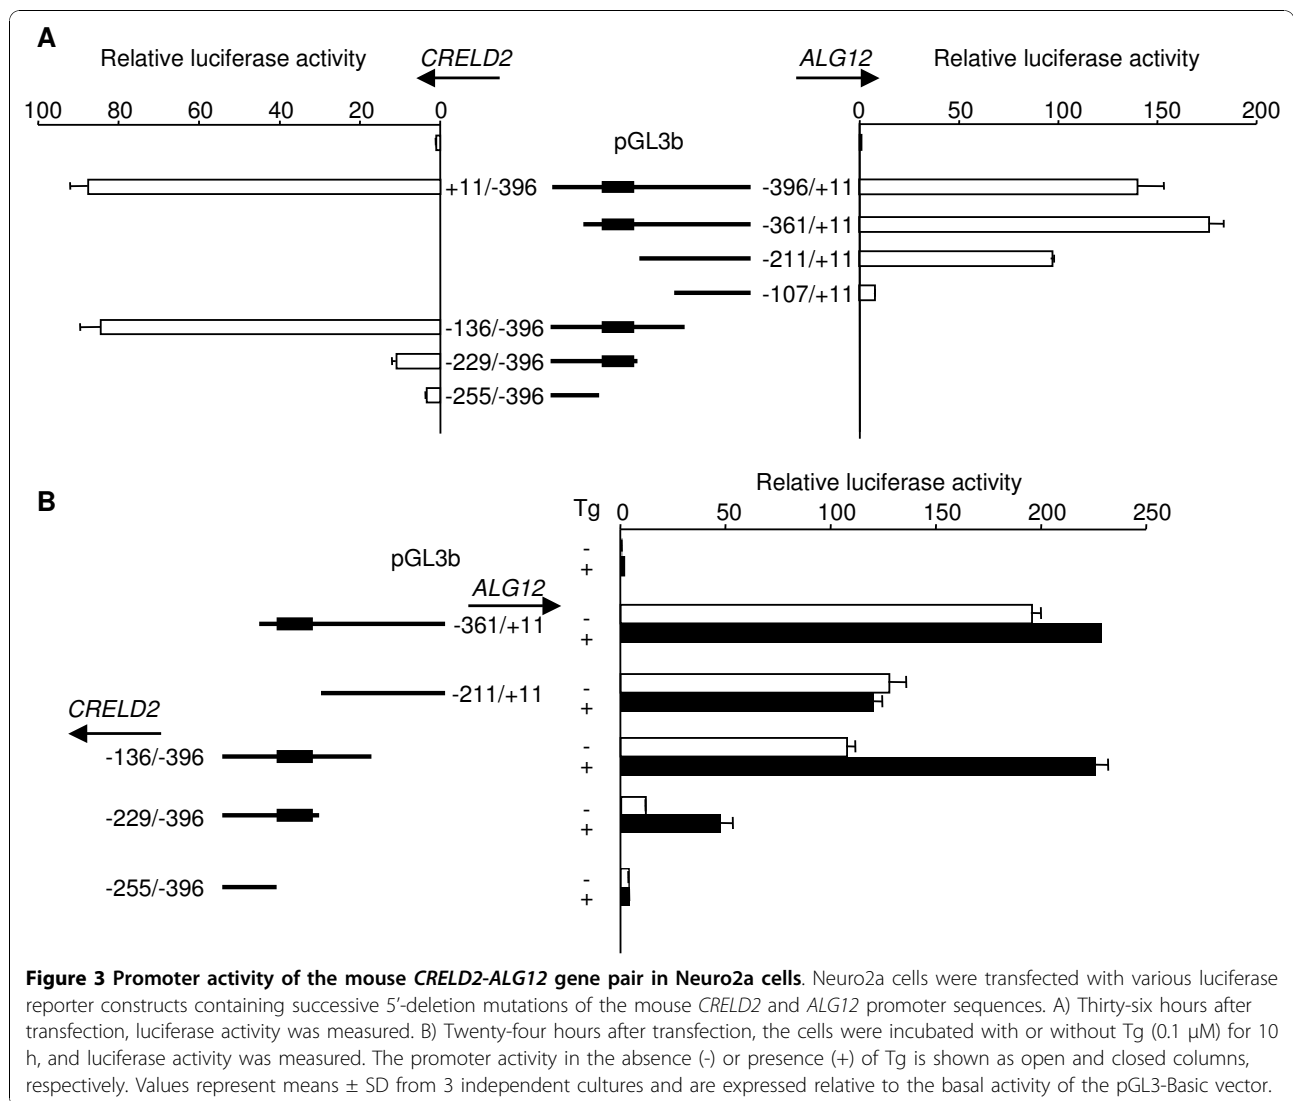 A
Relative luciferase activity
CRELD2
ALG12
Relative luciferase activity
100 80 60 40 20 0
0 50 100 150 200
pGL3b
+11/-396
-396/+11
-361/+11
-211/+11
-107/+11
-136/-396
-229/-396
-255/-396
B
Relative luciferase activity
Tg
0 50 100 150 200 250
pGL3b
-
+
ALG12
-361/+11
-
+
-211/+11
-
+
CRELD2
-136/-396
-
+
-229/-396
-
+
-255/-396
-
+
Figure 3 Promoter activity of the mouse CRELD2-ALG12 gene pair in Neuro2a cells. Neuro2a cells were transfected with various luciferase
reporter constructs containing successive 5′-deletion mutations of the mouse CRELD2 and ALG12 promoter sequences. A) Thirty-six hours after
transfection, luciferase activity was measured. B) Twenty-four hours after transfection, the cells were incubated with or without Tg (0.1 μM) for 10
h, and luciferase activity was measured. The promoter activity in the absence (-) or presence (+) of Tg is shown as open and closed columns,
respectively. Values represent means ± SD from 3 independent cultures and are expressed relative to the basal activity of the pGL3-Basic vector.